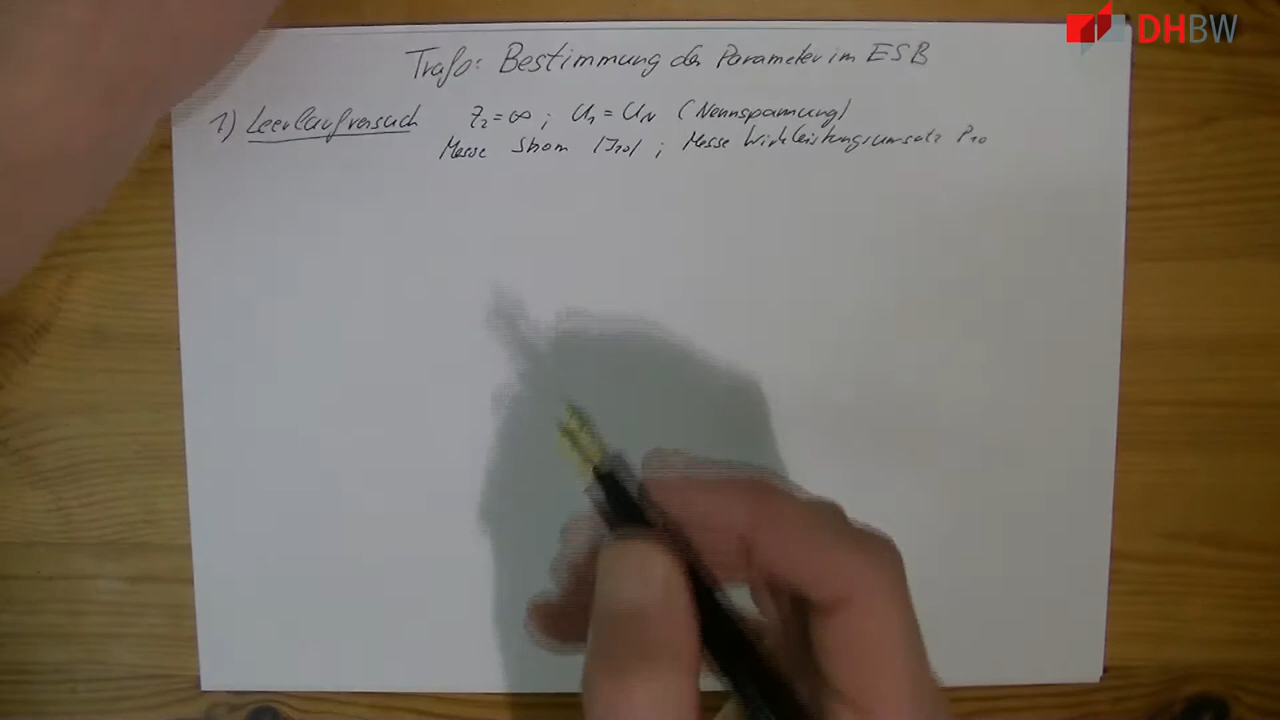 DHBW
Trafo: Bestimmung der Parameter im ESB
1) Leerlaufversuch Z₂=∞; U₁=U_N (Nennspannung)
Messe Strom |I₁₀|; Messe Wirkleistungsumsatz P₁₀